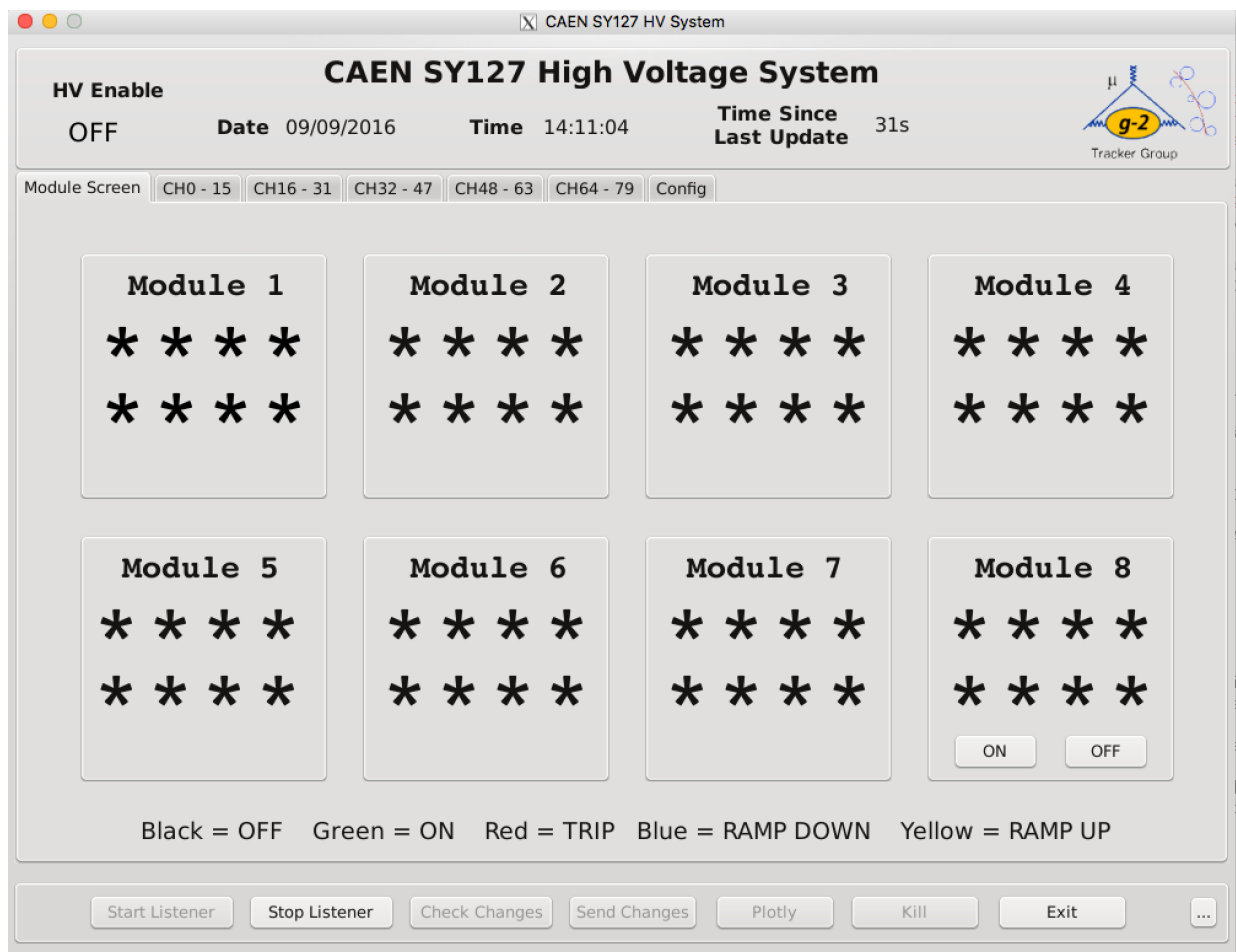 CAEN SY127 HV System
CAEN SY127 High Voltage System
HV Enable
OFF
Date 09/09/2016
Time 14:11:04
Time Since
Last Update
31s
μ
g-2
Tracker Group
Module Screen CH0 - 15 CH16 - 31 CH32 - 47 CH48 - 63 CH64 - 79 Config
Module 1
* * * *
* * * *
Module 2
* * * *
* * * *
Module 3
* * * *
* * * *
Module 4
* * * *
* * * *
Module 5
* * * *
* * * *
Module 6
* * * *
* * * *
Module 7
* * * *
* * * *
Module 8
* * * *
* * * *
ON OFF
Black = OFF Green = ON Red = TRIP Blue = RAMP DOWN Yellow = RAMP UP
Start Listener Stop Listener Check Changes Send Changes Plotly Kill Exit ...